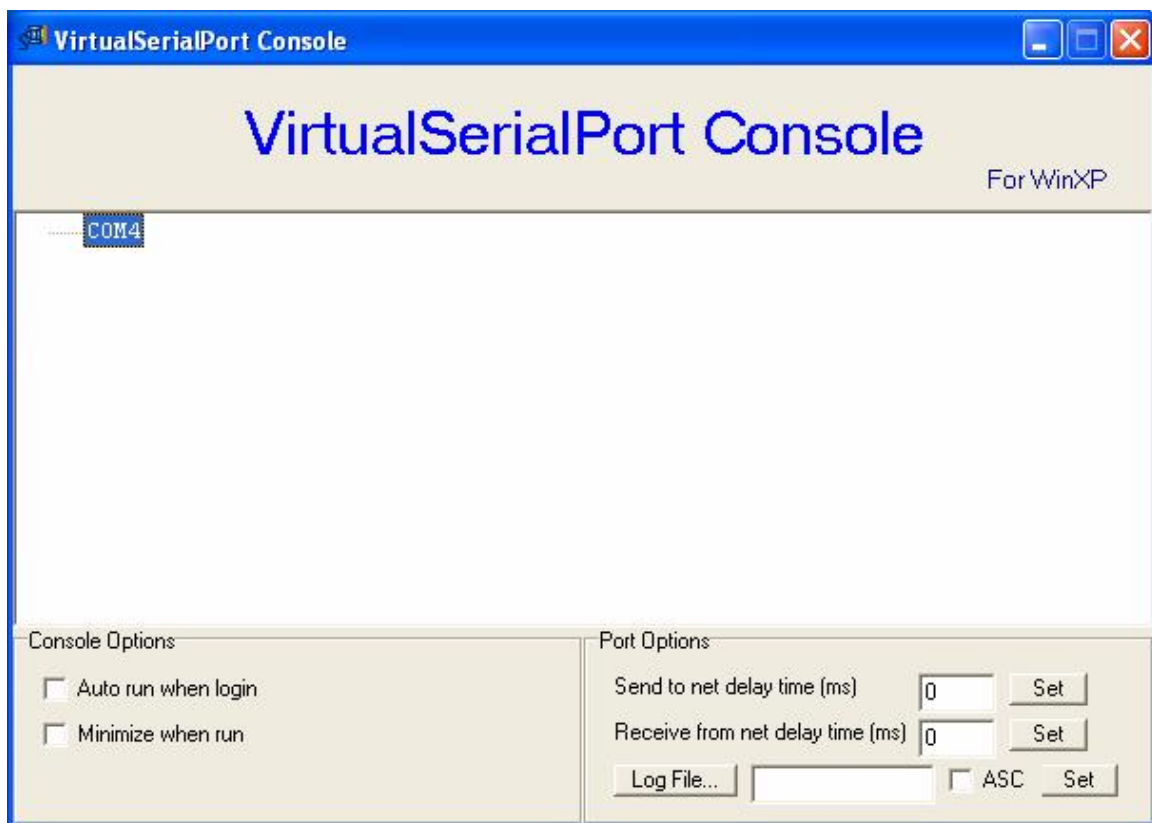 VirtualSerialPort Console
VirtualSerialPort Console
For WinXP
COM4
Console Options
Auto run when login
Minimize when run
Port Options
Send to net delay time (ms) 0 Set
Receive from net delay time (ms) 0 Set
Log File... ASC Set